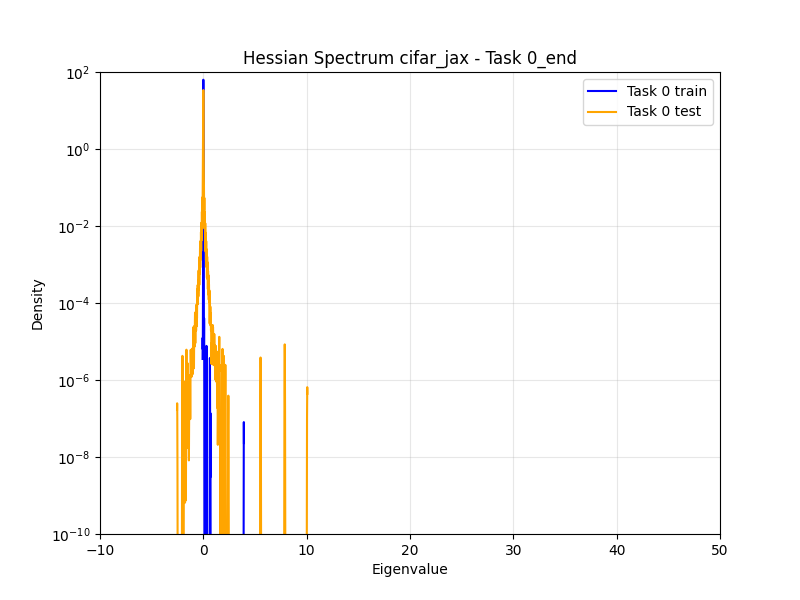 Hessian Spectrum cifar_jax - Task 0_end
Task 0 train
Task 0 test
Density
10^2
10^0
10^−2
10^−4
10^−6
10^−8
10^−10
−10 0 10 20 30 40 50
Eigenvalue